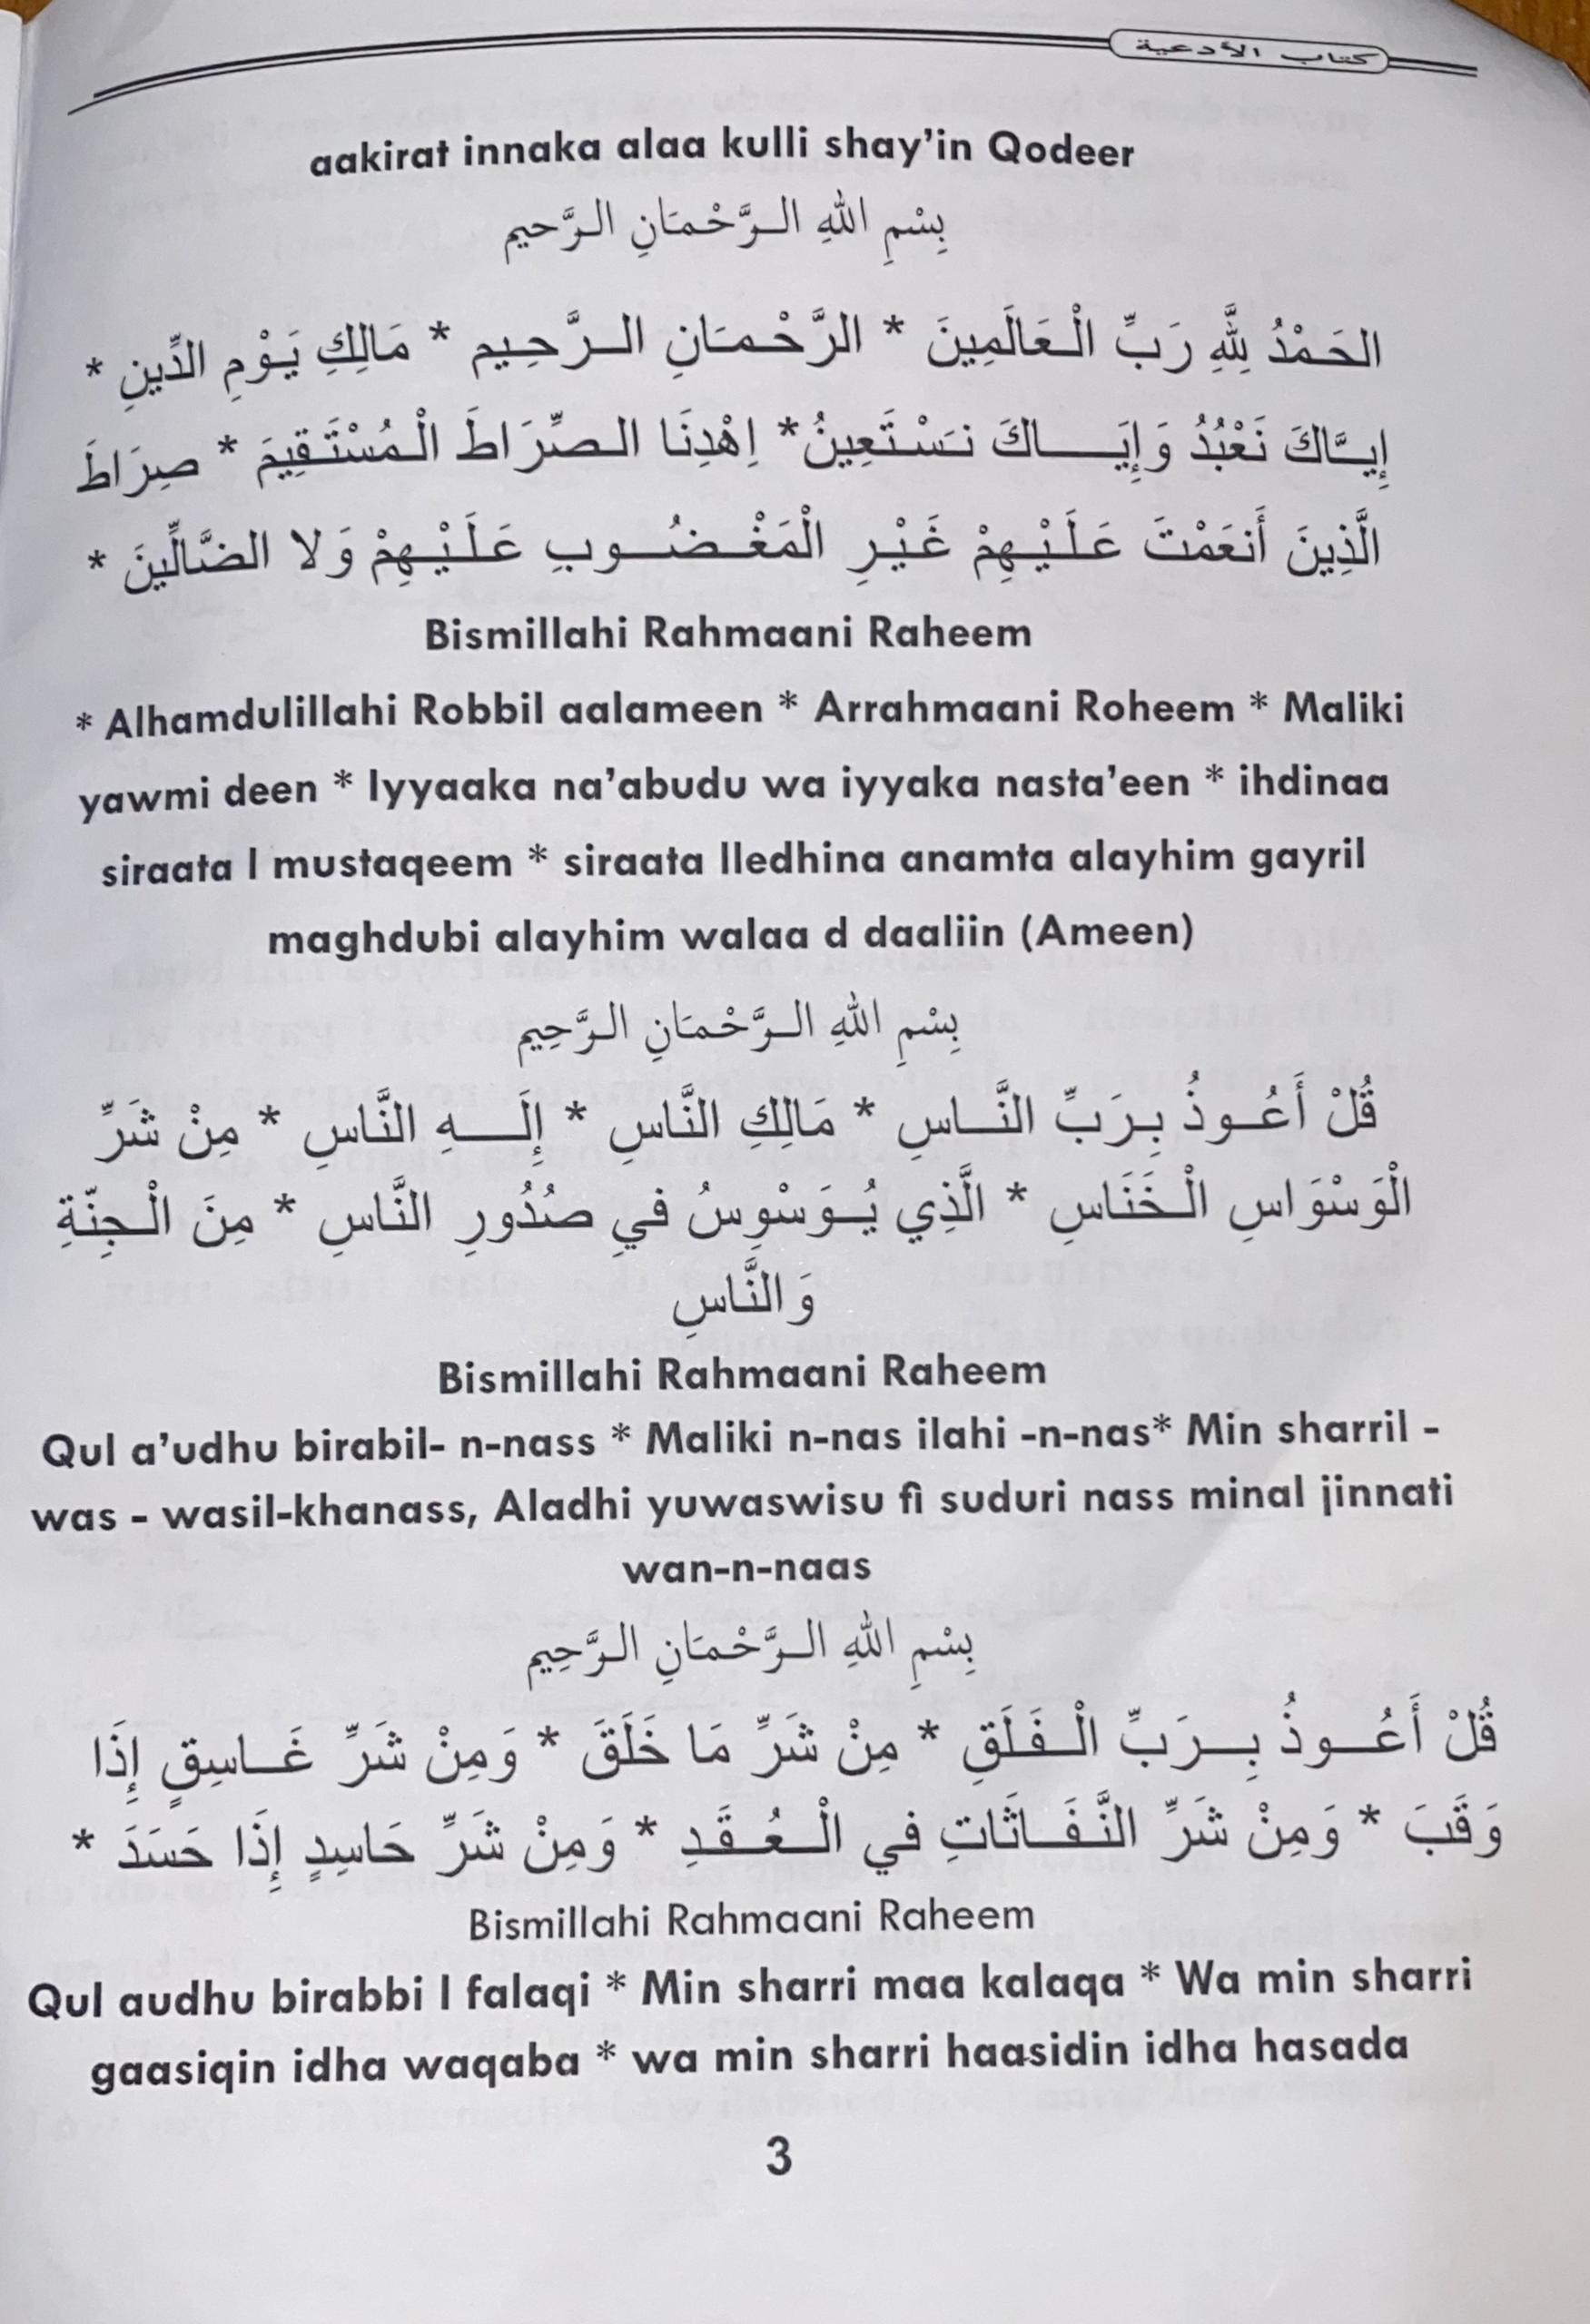 كتاب الأدعية
aakirat innaka alaa kulli shay’in Qodeer
بِسْمِ اللهِ الرَّحْمَانِ الرَّحيم
الحَمْدُ لِلَّهِ رَبِّ الْعَالَمِينَ * الرَّحْمَانِ الرَّحِيم * مَالِكِ يَوْمِ الدِّينِ *
إِيَّاكَ نَعْبُدُ وَإِيَاكَ نَسْتَعِينُ* اِهْدِنَا الصِّرَاطَ الْمُسْتَقِيمَ * صِرَاطَ
الَّذِينَ أَنعَمْتَ عَلَيْهِمْ غَيْرِ الْمَغْضُوبِ عَلَيْهِمْ وَلا الضَّالِّينَ *
Bismillahi Rahmaani Raheem
* Alhamdulillahi Robbil aalameen * Arrahmaani Roheem * Maliki
yawmi deen * Iyyaaka na’abudu wa iyyaka nasta’een * ihdinaa
siraata l mustaqeem * siraata lledhina anamta alayhim gayril
maghdubi alayhim walaa d daaliin (Ameen)
بِسْمِ اللهِ الرَّحْمَانِ الرَّحِيم
قُلْ أَعُوذُ بِرَبِّ النَّاسِ * مَالِكِ النَّاسِ * إِلَهِ النَّاسِ * مِنْ شَرِّ
الْوَسْوَاسِ الْخَنَاسِ * الَّذِي يُوَسْوِسُ فيِ صُدُورِ النَّاسِ * مِنَ الْجِنّةِ
وَالنَّاسِ
Bismillahi Rahmaani Raheem
Qul a’udhu birabil- n-nass * Maliki n-nas ilahi -n-nas* Min sharril -
was - wasil-khanass, Aladhi yuwaswisu fi suduri nass minal jinnati
wan-n-naas
بِسْمِ اللهِ الرَّحْمَانِ الرَّحِيم
قُلْ أَعُوذُ بِرَبِّ الْفَلَقِ * مِنْ شَرِّ مَا خَلَقَ * وَمِنْ شَرِّ غَاسِقٍ إِذَا
وَقَبَ * وَمِنْ شَرِّ النَّفَاثَاتِ في الْعُقَدِ * وَمِنْ شَرِّ حَاسِدٍ إِذَا حَسَدَ *
Bismillahi Rahmaani Raheem
Qul audhu birabbi l falaqi * Min sharri maa kalaqa * Wa min sharri
gaasiqin idha waqaba * wa min sharri haasidin idha hasada
3